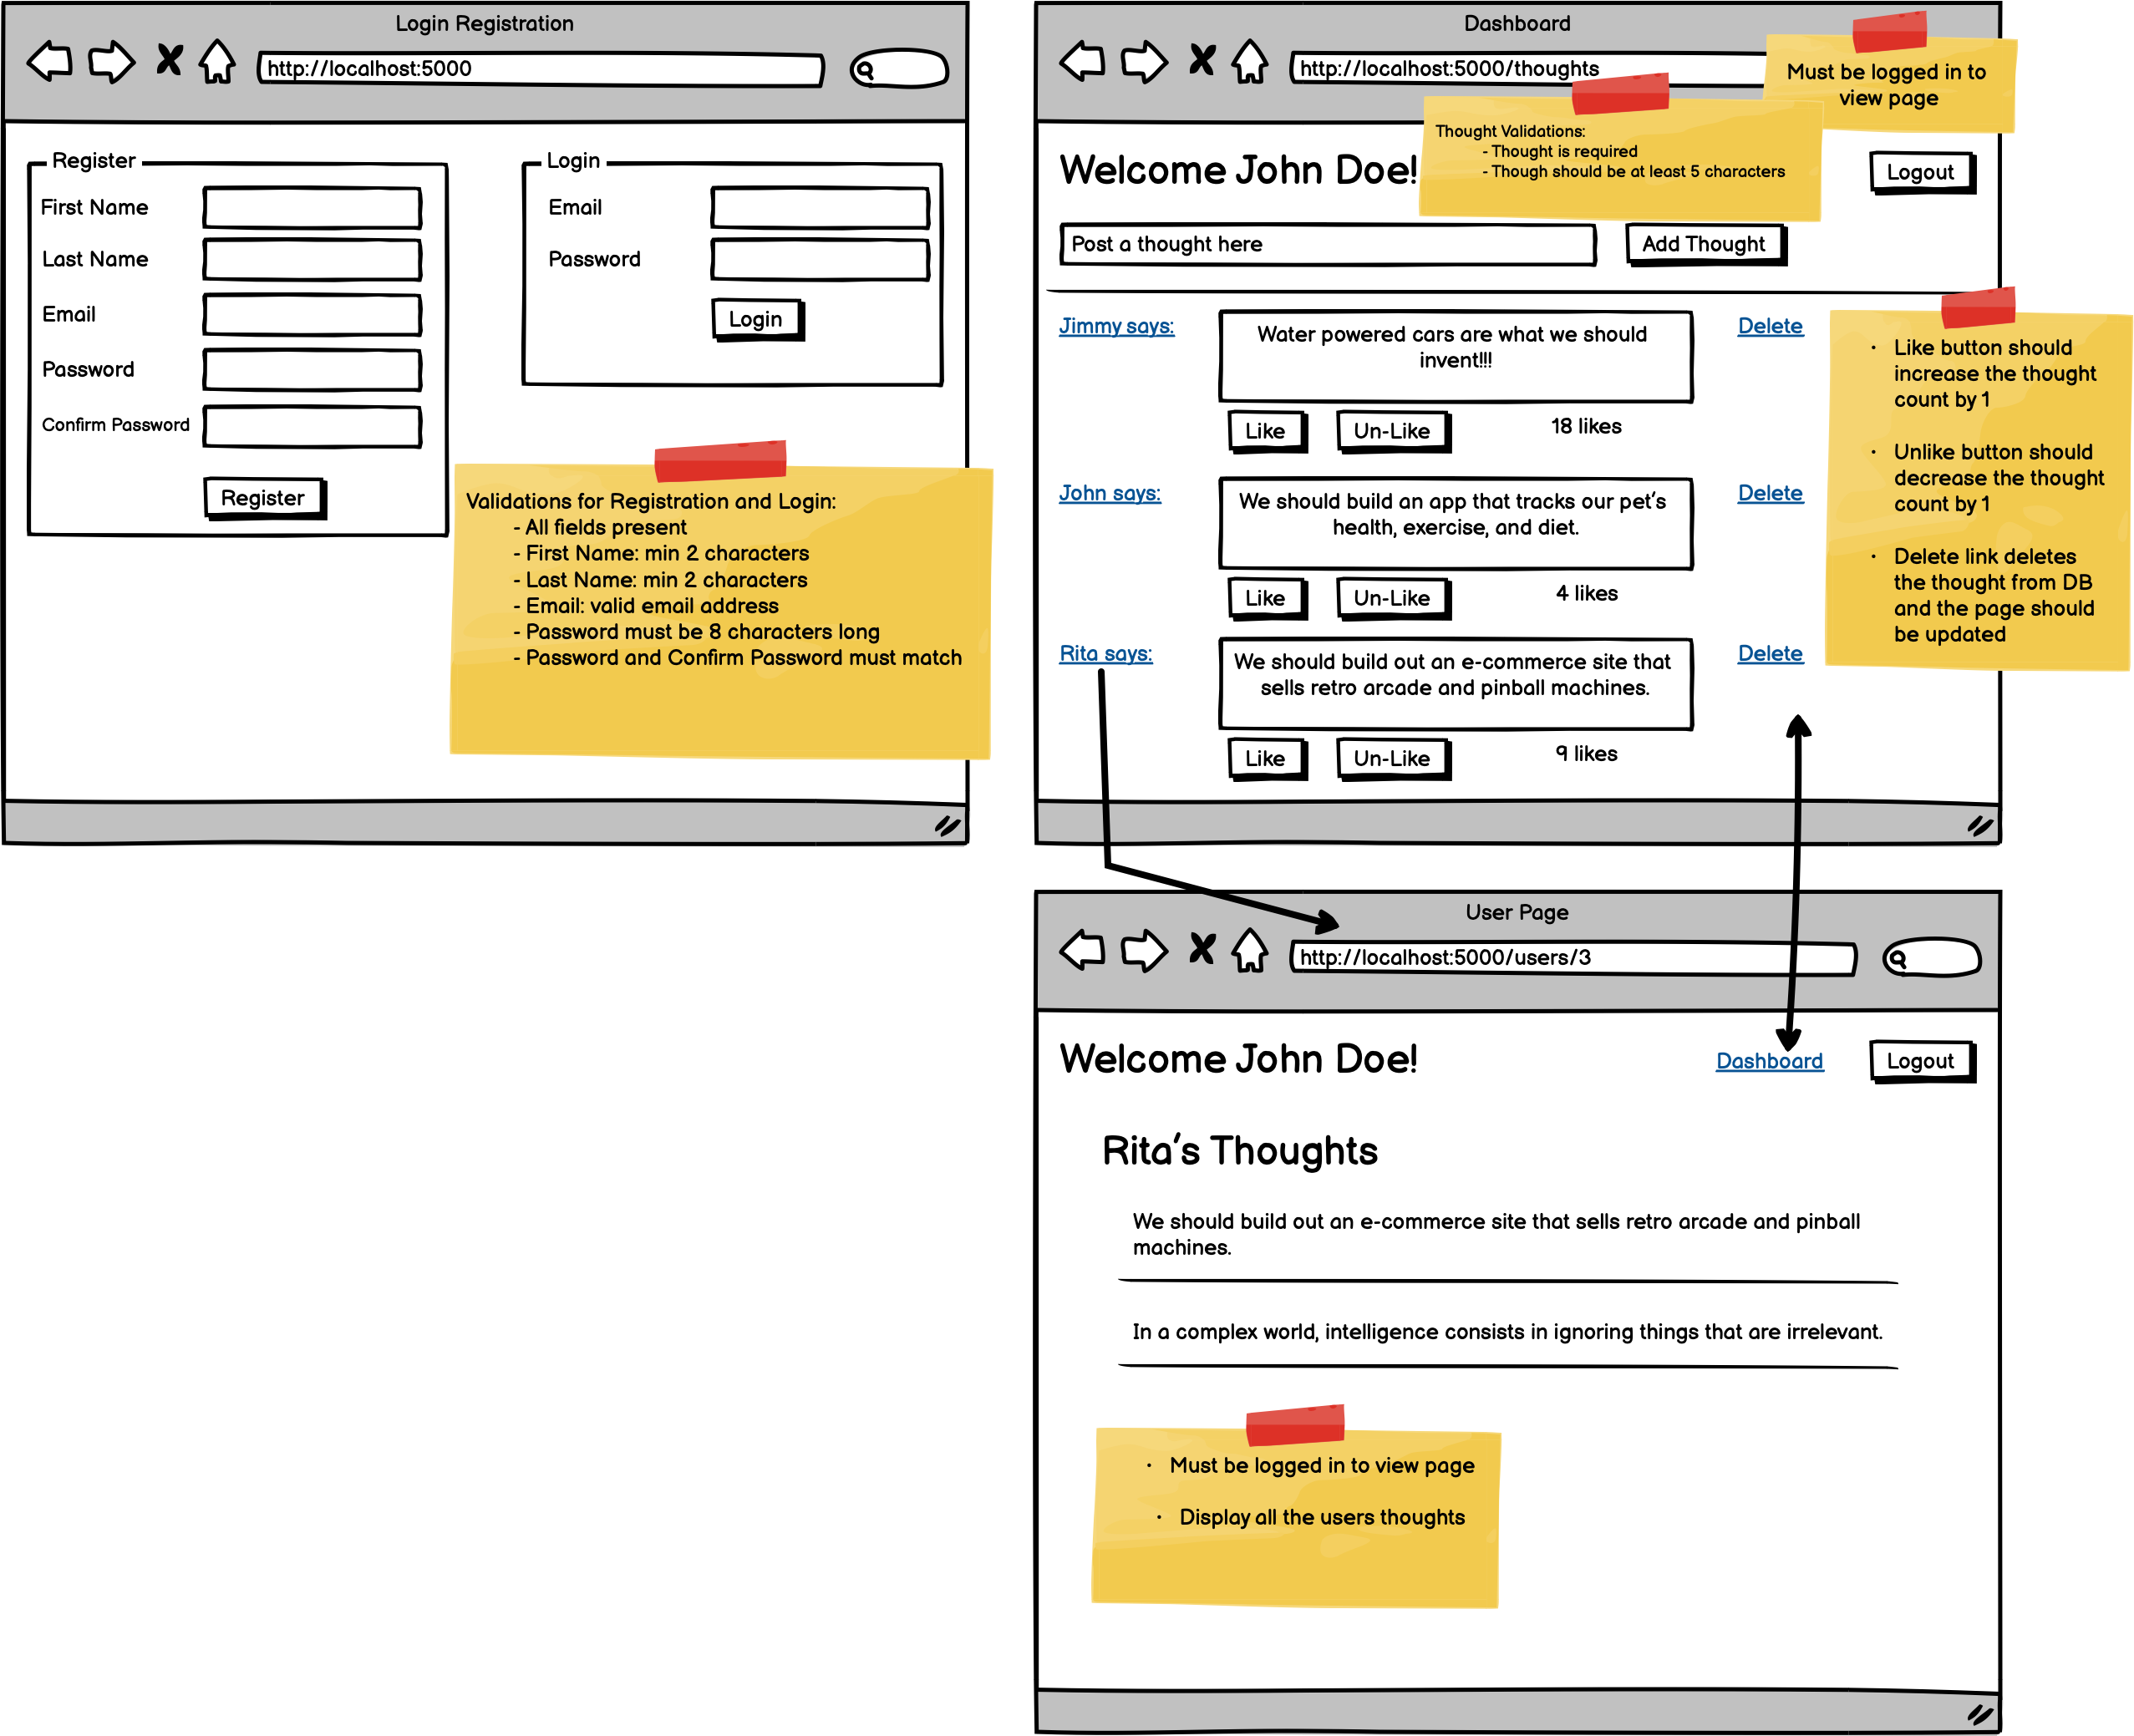 Login Registration
http://localhost:5000
Register
First Name
Last Name
Email
Password
Confirm Password
Register
Login
Email
Password
Login
Validations for Registration and Login:
- All fields present
- First Name: min 2 characters
- Last Name: min 2 characters
- Email: valid email address
- Password must be 8 characters long
- Password and Confirm Password must match
Dashboard
http://localhost:5000/thoughts
Must be logged in to
view page
Thought Validations:
- Thought is required
- Though should be at least 5 characters
Welcome John Doe!
Logout
Post a thought here
Add Thought
Jimmy says:
Water powered cars are what we should
invent!!!
Delete
Like
Un-Like
18 likes
John says:
We should build an app that tracks our pet's
health, exercise, and diet.
Delete
Like
Un-Like
4 likes
Rita says:
We should build out an e-commerce site that
sells retro arcade and pinball machines.
Delete
Like
Un-Like
9 likes
• Like button should
increase the thought
count by 1
• Unlike button should
decrease the thought
count by 1
• Delete link deletes
the thought from DB
and the page should
be updated
User Page
http://localhost:5000/users/3
Welcome John Doe!
Dashboard
Logout
Rita's Thoughts
We should build out an e-commerce site that sells retro arcade and pinball
machines.
In a complex world, intelligence consists in ignoring things that are irrelevant.
• Must be logged in to view page
• Display all the users thoughts